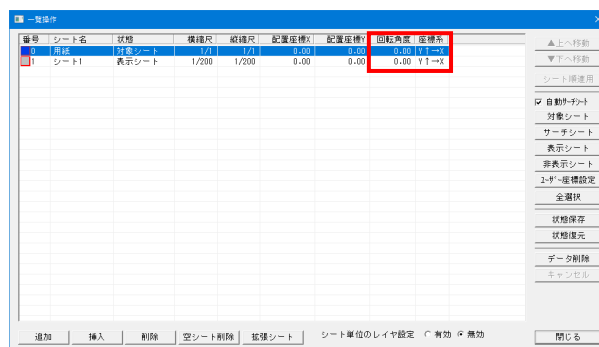 一覧操作
番号 シート名 状態 横縮尺 縦縮尺 配置座標X 配置座標Y 回転角度 座標系
0 用紙 対象シート 1/1 1/1 0.00 0.00 0.00 Y↑→X
1 シート1 表示シート 1/200 1/200 0.00 0.00 0.00 Y↑→X
▲上へ移動
▼下へ移動
シート順適用
自動サーチシート
対象シート
サーチシート
表示シート
非表示シート
ユーザー座標設定
全選択
状態保存
状態復元
データ削除
キャンセル
追加 挿入 削除 空シート削除 拡張シート シート単位のレイヤ設定 有効 無効 閉じる